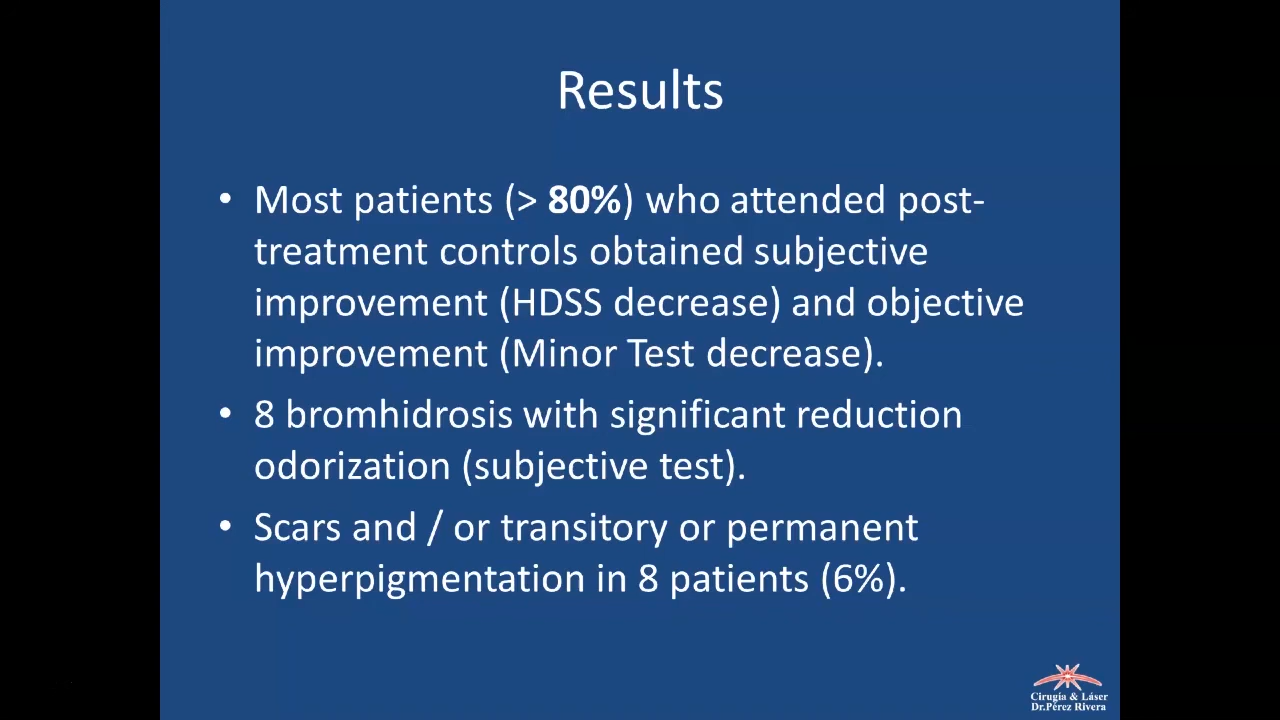 Results
• Most patients (> 80%) who attended post-
treatment controls obtained subjective
improvement (HDSS decrease) and objective
improvement (Minor Test decrease).
• 8 bromhidrosis with significant reduction
odorization (subjective test).
• Scars and / or transitory or permanent
hyperpigmentation in 8 patients (6%).
Cirugía & Láser
Dr.Pérez Rivera